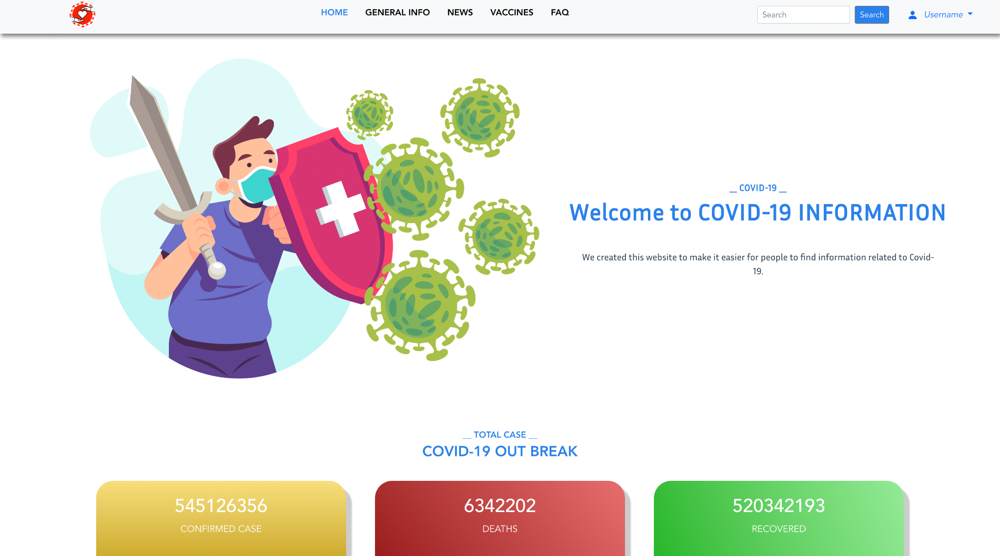 HOME GENERAL INFO NEWS VACCINES FAQ Search Search Username
__ COVID-19 __
Welcome to COVID-19 INFORMATION
We created this website to make it easier for people to find information related to Covid-
19.
__ TOTAL CASE __
COVID-19 OUT BREAK
545126356
CONFIRMED CASE
6342202
DEATHS
520342193
RECOVERED